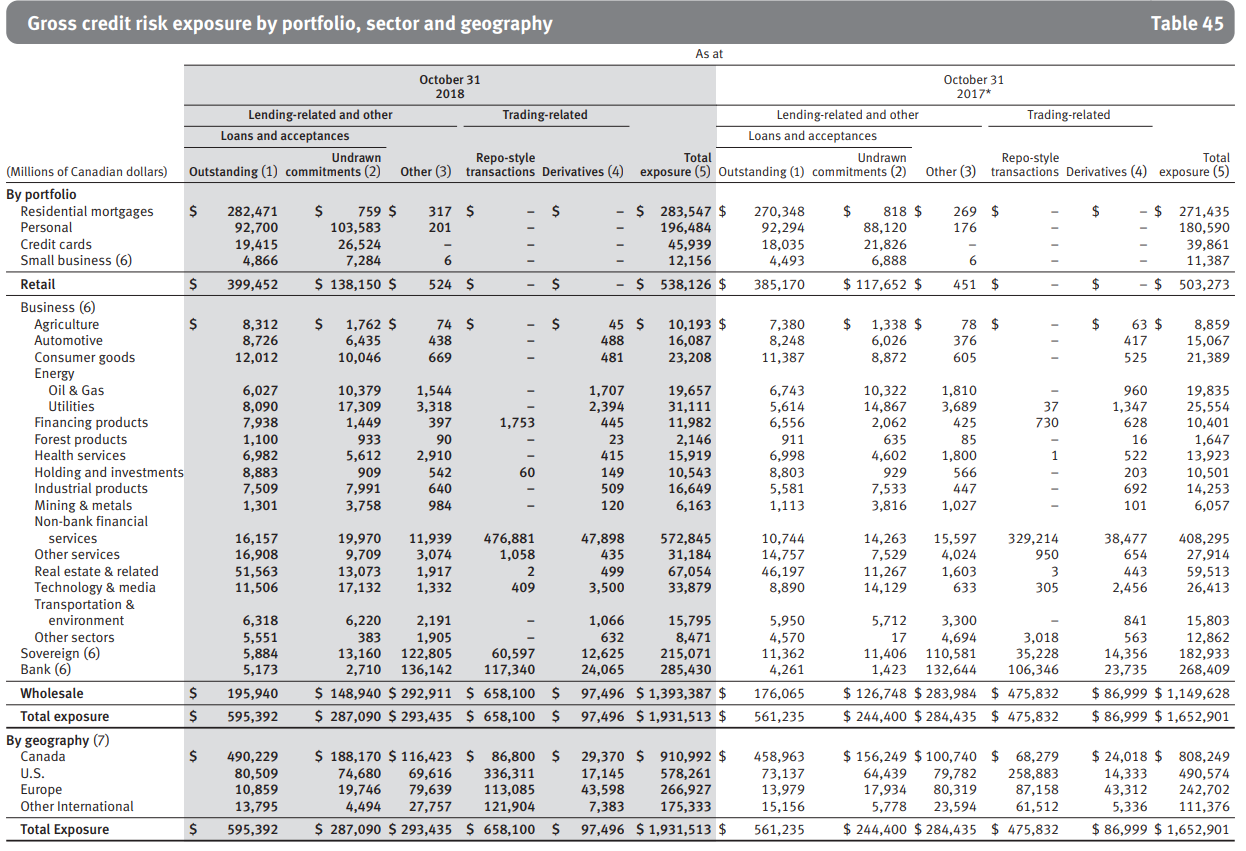 Gross credit risk exposure by portfolio, sector and geography Table 45
As at
October 31 October 31
2018 2017*
Lending-related and other Trading-related Lending-related and other Trading-related
Loans and acceptances Loans and acceptances
Undrawn Repo-style Total Undrawn Repo-style Total
(Millions of Canadian dollars) Outstanding (1) commitments (2) Other (3) transactions Derivatives (4) exposure (5) Outstanding (1) commitments (2) Other (3) transactions Derivatives (4) exposure (5)
By portfolio
Residential mortgages $ 282,471 $ 759 $ 317 $ – $ – $ 283,547 $ 270,348 $ 818 $ 269 $ – $ – $ 271,435
Personal 92,700 103,583 201 – – 196,484 92,294 88,120 176 – – 180,590
Credit cards 19,415 26,524 – – – 45,939 18,035 21,826 – – – 39,861
Small business (6) 4,866 7,284 6 – – 12,156 4,493 6,888 6 – – 11,387
Retail $ 399,452 $ 138,150 $ 524 $ – $ – $ 538,126 $ 385,170 $ 117,652 $ 451 $ – $ – $ 503,273
Business (6)
Agriculture $ 8,312 $ 1,762 $ 74 $ – $ 45 $ 10,193 $ 7,380 $ 1,338 $ 78 $ – $ 63 $ 8,859
Automotive 8,726 6,435 438 – 488 16,087 8,248 6,026 376 – 417 15,067
Consumer goods 12,012 10,046 669 – 481 23,208 11,387 8,872 605 – 525 21,389
Energy
Oil & Gas 6,027 10,379 1,544 – 1,707 19,657 6,743 10,322 1,810 – 960 19,835
Utilities 8,090 17,309 3,318 – 2,394 31,111 5,614 14,867 3,689 37 1,347 25,554
Financing products 7,938 1,449 397 1,753 445 11,982 6,556 2,062 425 730 628 10,401
Forest products 1,100 933 90 – 23 2,146 911 635 85 – 16 1,647
Health services 6,982 5,612 2,910 – 415 15,919 6,998 4,602 1,800 1 522 13,923
Holding and investments 8,883 909 542 60 149 10,543 8,803 929 566 – 203 10,501
Industrial products 7,509 7,991 640 – 509 16,649 5,581 7,533 447 – 692 14,253
Mining & metals 1,301 3,758 984 – 120 6,163 1,113 3,816 1,027 – 101 6,057
Non-bank financial
services 16,157 19,970 11,939 476,881 47,898 572,845 10,744 14,263 15,597 329,214 38,477 408,295
Other services 16,908 9,709 3,074 1,058 435 31,184 14,757 7,529 4,024 950 654 27,914
Real estate & related 51,563 13,073 1,917 2 499 67,054 46,197 11,267 1,603 3 443 59,513
Technology & media 11,506 17,132 1,332 409 3,500 33,879 8,890 14,129 633 305 2,456 26,413
Transportation &
environment 6,318 6,220 2,191 – 1,066 15,795 5,950 5,712 3,300 – 841 15,803
Other sectors 5,551 383 1,905 – 632 8,471 4,570 17 4,694 3,018 563 12,862
Sovereign (6) 5,884 13,160 122,805 60,597 12,625 215,071 11,362 11,406 110,581 35,228 14,356 182,933
Bank (6) 5,173 2,710 136,142 117,340 24,065 285,430 4,261 1,423 132,644 106,346 23,735 268,409
Wholesale $ 195,940 $ 148,940 $ 292,911 $ 658,100 $ 97,496 $ 1,393,387 $ 176,065 $ 126,748 $ 283,984 $ 475,832 $ 86,999 $ 1,149,628
Total exposure $ 595,392 $ 287,090 $ 293,435 $ 658,100 $ 97,496 $ 1,931,513 $ 561,235 $ 244,400 $ 284,435 $ 475,832 $ 86,999 $ 1,652,901
By geography (7)
Canada $ 490,229 $ 188,170 $ 116,423 $ 86,800 $ 29,370 $ 910,992 $ 458,963 $ 156,249 $ 100,740 $ 68,279 $ 24,018 $ 808,249
U.S. 80,509 74,680 69,616 336,311 17,145 578,261 73,137 64,439 79,782 258,883 14,333 490,574
Europe 10,859 19,746 79,639 113,085 43,598 266,927 13,979 17,934 80,319 87,158 43,312 242,702
Other International 13,795 4,494 27,757 121,904 7,383 175,333 15,156 5,778 23,594 61,512 5,336 111,376
Total Exposure $ 595,392 $ 287,090 $ 293,435 $ 658,100 $ 97,496 $ 1,931,513 $ 561,235 $ 244,400 $ 284,435 $ 475,832 $ 86,999 $ 1,652,901